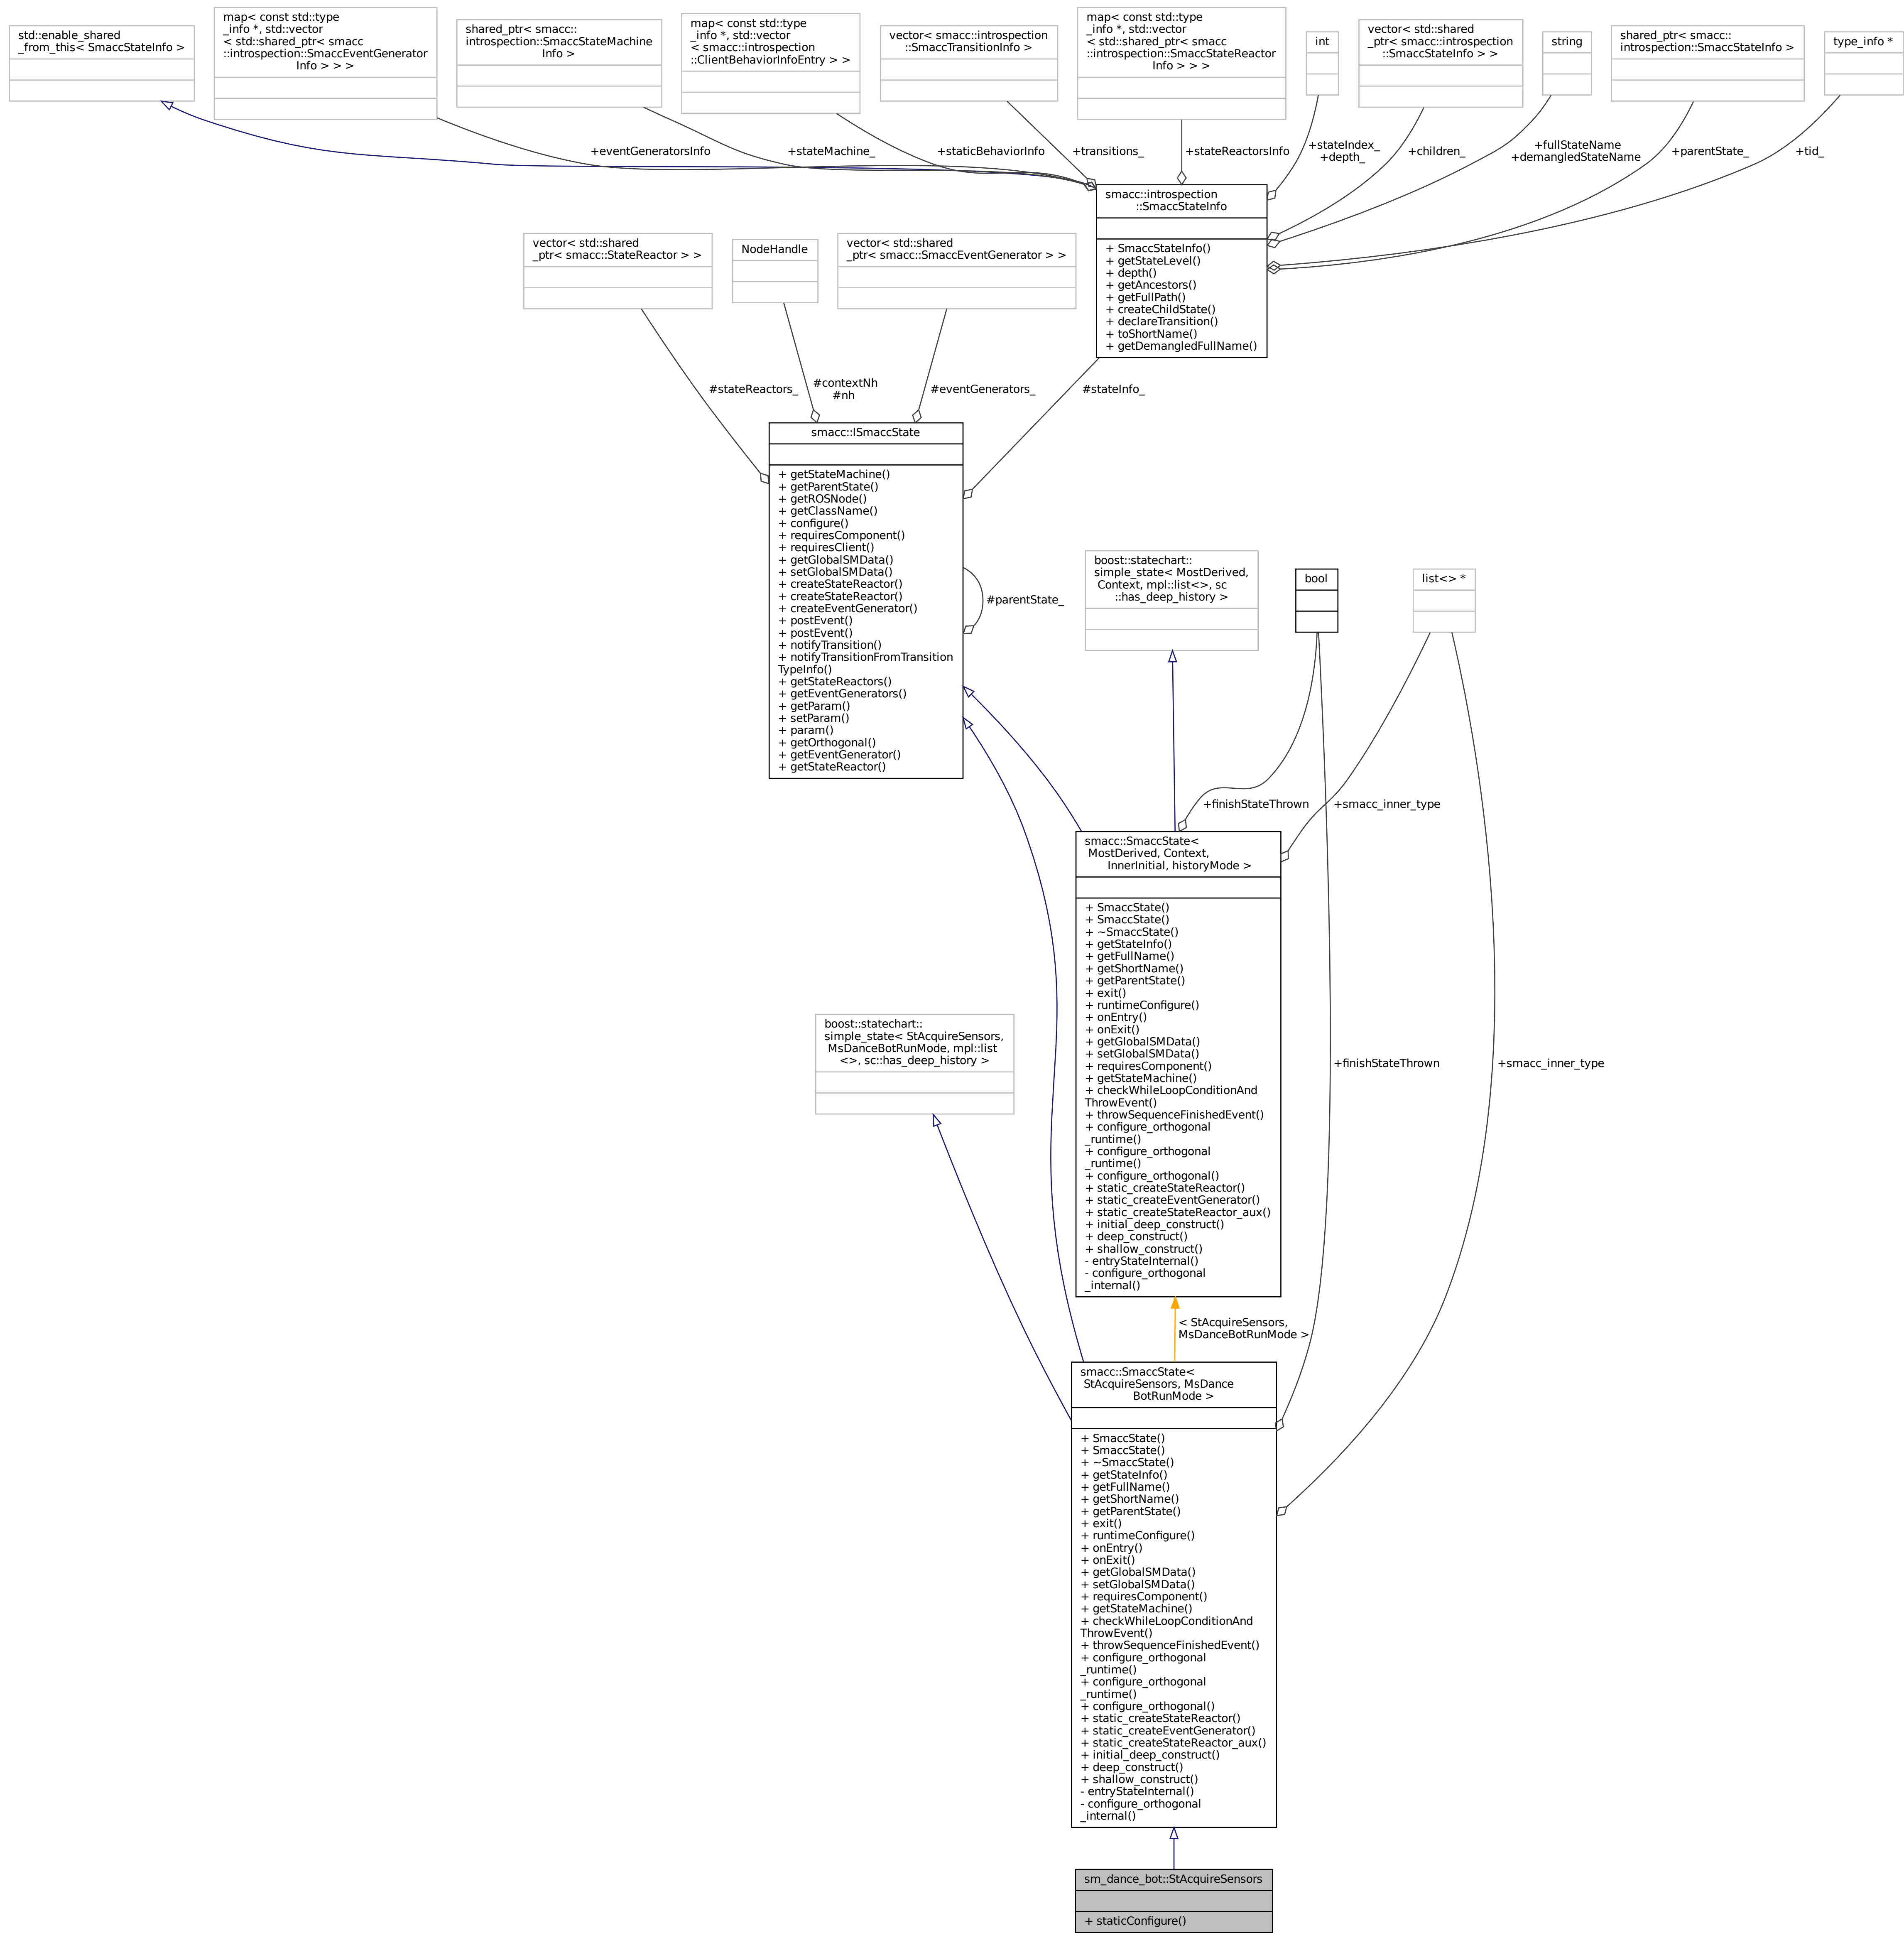 std::enable_shared
_from_this< SmaccStateInfo >
map< const std::type
_info *, std::vector
< std::shared_ptr< smacc
::introspection::SmaccEventGenerator
Info > > >
shared_ptr< smacc::
introspection::SmaccStateMachine
Info >
map< const std::type
_info *, std::vector
< smacc::introspection
::ClientBehaviorInfoEntry > >
vector< smacc::introspection
::SmaccTransitionInfo >
map< const std::type
_info *, std::vector
< std::shared_ptr< smacc
::introspection::SmaccStateReactor
Info > > >
int
vector< std::shared
_ptr< smacc::introspection
::SmaccStateInfo > >
string
shared_ptr< smacc::
introspection::SmaccStateInfo >
type_info *
+eventGeneratorsInfo
+stateMachine_
+staticBehaviorInfo
+transitions_
+stateReactorsInfo
+stateIndex_
+depth_
+children_
+fullStateName
+demangledStateName
+parentState_
+tid_
smacc::introspection
::SmaccStateInfo
+ SmaccStateInfo()
+ getStateLevel()
+ depth()
+ getAncestors()
+ getFullPath()
+ createChildState()
+ declareTransition()
+ toShortName()
+ getDemangledFullName()
vector< std::shared
_ptr< smacc::StateReactor > >
NodeHandle
vector< std::shared
_ptr< smacc::SmaccEventGenerator > >
#stateReactors_
#contextNh
#nh
#eventGenerators_
#stateInfo_
smacc::ISmaccState
+ getStateMachine()
+ getParentState()
+ getROSNode()
+ getClassName()
+ configure()
+ requiresComponent()
+ requiresClient()
+ getGlobalSMData()
+ setGlobalSMData()
+ createStateReactor()
+ createStateReactor()
+ createEventGenerator()
+ postEvent()
+ postEvent()
+ notifyTransition()
+ notifyTransitionFromTransition
TypeInfo()
+ getStateReactors()
+ getEventGenerators()
+ getParam()
+ setParam()
+ param()
+ getOrthogonal()
+ getEventGenerator()
+ getStateReactor()
#parentState_
boost::statechart::
simple_state< MostDerived,
Context, mpl::list<>, sc
::has_deep_history >
bool
list<> *
+finishStateThrown
+smacc_inner_type
smacc::SmaccState<
MostDerived, Context,
InnerInitial, historyMode >
+ SmaccState()
+ SmaccState()
+ ~SmaccState()
+ getStateInfo()
+ getFullName()
+ getShortName()
+ getParentState()
+ exit()
+ runtimeConfigure()
+ onEntry()
+ onExit()
+ getGlobalSMData()
+ setGlobalSMData()
+ requiresComponent()
+ getStateMachine()
+ checkWhileLoopConditionAnd
ThrowEvent()
+ throwSequenceFinishedEvent()
+ configure_orthogonal
_runtime()
+ configure_orthogonal
_runtime()
+ configure_orthogonal()
+ static_createStateReactor()
+ static_createEventGenerator()
+ static_createStateReactor_aux()
+ initial_deep_construct()
+ deep_construct()
+ shallow_construct()
- entryStateInternal()
- configure_orthogonal
_internal()
boost::statechart::
simple_state< StAcquireSensors,
MsDanceBotRunMode, mpl::list
<>, sc::has_deep_history >
+finishStateThrown
+smacc_inner_type
< StAcquireSensors,
MsDanceBotRunMode >
smacc::SmaccState<
StAcquireSensors, MsDance
BotRunMode >
+ SmaccState()
+ SmaccState()
+ ~SmaccState()
+ getStateInfo()
+ getFullName()
+ getShortName()
+ getParentState()
+ exit()
+ runtimeConfigure()
+ onEntry()
+ onExit()
+ getGlobalSMData()
+ setGlobalSMData()
+ requiresComponent()
+ getStateMachine()
+ checkWhileLoopConditionAnd
ThrowEvent()
+ throwSequenceFinishedEvent()
+ configure_orthogonal
_runtime()
+ configure_orthogonal
_runtime()
+ configure_orthogonal()
+ static_createStateReactor()
+ static_createEventGenerator()
+ static_createStateReactor_aux()
+ initial_deep_construct()
+ deep_construct()
+ shallow_construct()
- entryStateInternal()
- configure_orthogonal
_internal()
sm_dance_bot::StAcquireSensors
+ staticConfigure()